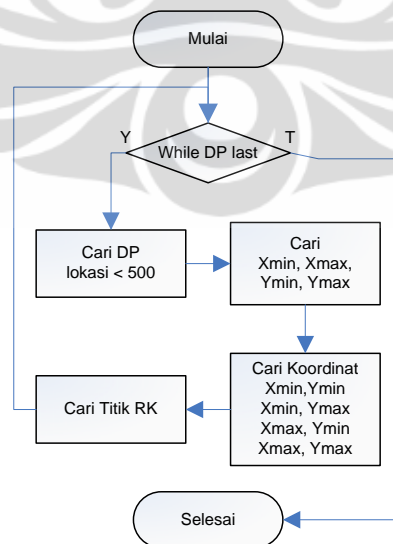 Mulai
Y
While DP last
T
Cari DP
lokasi < 500
Cari
Xmin, Xmax,
Ymin, Ymax
Cari Titik RK
Cari Koordinat
Xmin,Ymin
Xmin, Ymax
Xmax, Ymin
Xmax, Ymax
Selesai